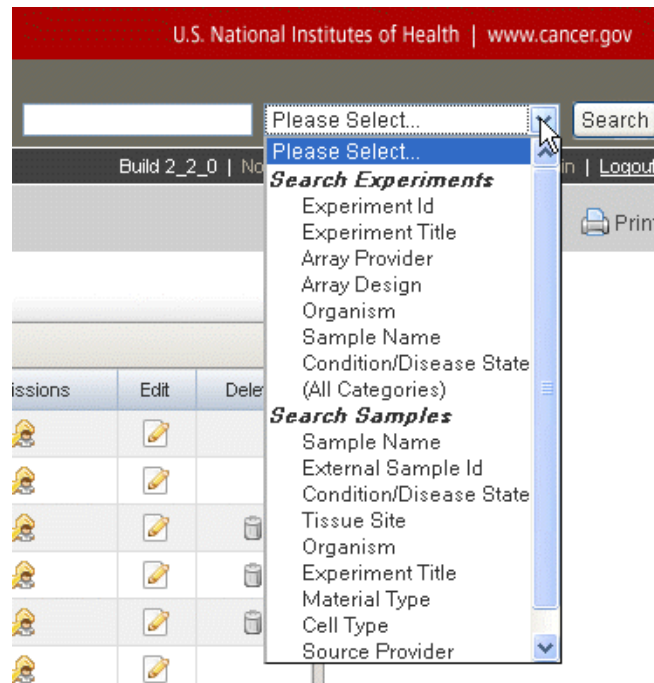 U.S. National Institutes of Health | www.cancer.gov
Please Select...
Search
Please Select...
Build 2_2_0 | No
in | Logout
Search Experiments
Experiment Id
Print
Experiment Title
Array Provider
Array Design
Organism
Sample Name
Condition/Disease State
issions Edit Delet
(All Categories)
Search Samples
Sample Name
External Sample Id
Condition/Disease State
Tissue Site
Organism
Experiment Title
Material Type
Cell Type
Source Provider